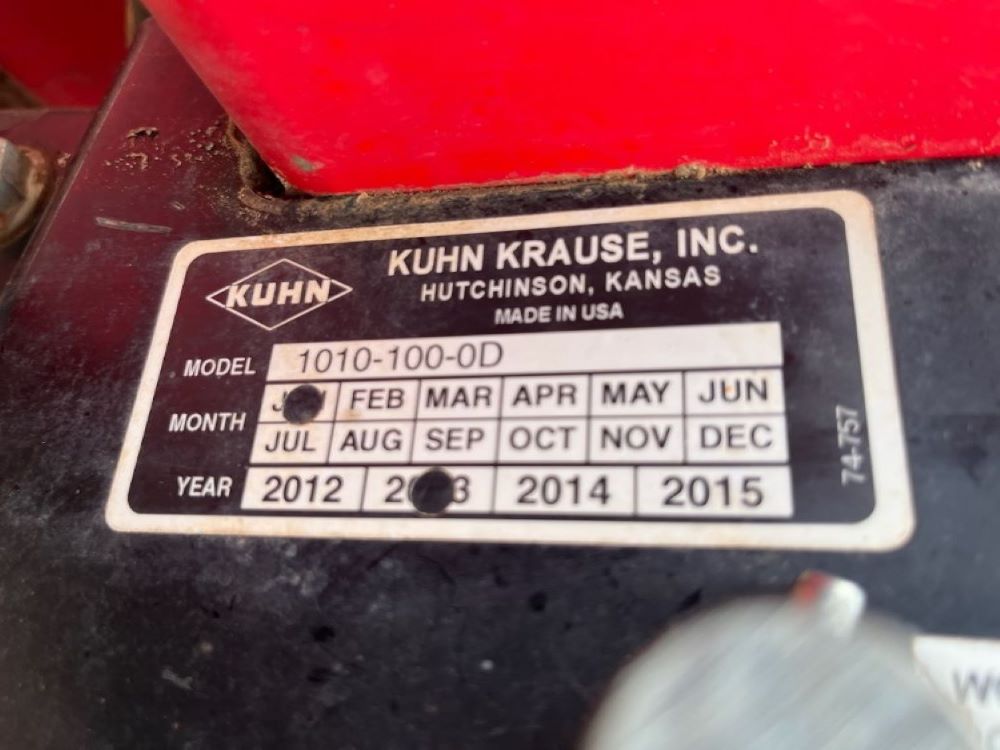 KUHN
KUHN KRAUSE, INC.
HUTCHINSON, KANSAS
MADE IN USA
MODEL 1010-100-0D
MONTH
FEB MAR APR MAY JUN
JUL AUG SEP OCT NOV DEC
YEAR 2012 2014 2015
74-757